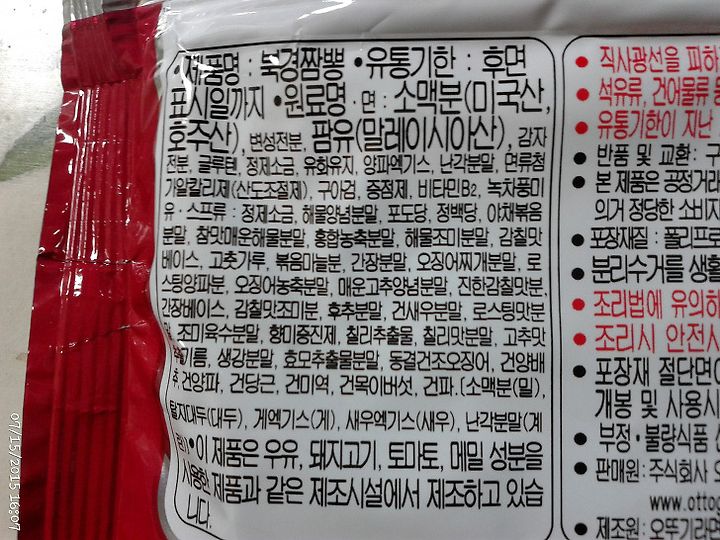 •제품명 : 북경짬뽕 •유통기한 : 후면
표시일까지 •원료명 · 면 : 소맥분(미국산,
호주산), 변성전분, 팜유(말레이시아산), 감자
전분, 글루텐, 정제소금, 유화유지, 양파엑기스, 난각분말, 면류첨
가알칼리제(산도조절제), 구아검, 증점제, 비타민B2, 녹차풍미
유 · 스프류 : 정제소금, 해물양념분말, 포도당, 정백당, 야채볶음
분말, 참맛매운해물분말, 홍합농축분말, 해물조미분말, 감칠맛
베이스, 고춧가루, 볶음마늘분, 간장분말, 오징어찌개분말, 로
스팅양파분, 오징어농축분말, 매운고추양념분말, 진한감칠맛분,
간장베이스, 감칠맛조미분, 후추분말, 건새우분말, 로스팅맛분
말, 조미육수분말, 향미증진제, 칠리추출물, 칠리맛분말, 고추맛
기름, 생강분말, 효모추출물분말, 동결건조오징어, 건양배
추, 건양파, 건당근, 건미역, 건목이버섯, 건파.[소맥분(밀),
탈지대두(대두), 게엑기스(게), 새우엑기스(새우), 난각분말(계
란)] •이 제품은 우유, 돼지고기, 토마토, 메밀 성분을
사용한 제품과 같은 제조시설에서 제조하고 있습
니다.
• 직사광선을 피하
• 석유류, 건어물류
• 유통기한이 지난
• 반품 및 교환 : 구
• 본 제품은 공정거래
의거 정당한 소비자
• 포장재질 : 폴리프로
• 분리수거를 생활
• 조리법에 유의하
• 조리시 안전사
• 포장재 절단면이
개봉 및 사용시
• 부정 · 불량식품
• 판매원 : 주식회사
www.otto
• 제조원 : 오뚜기라면
07/15/2015 16:07